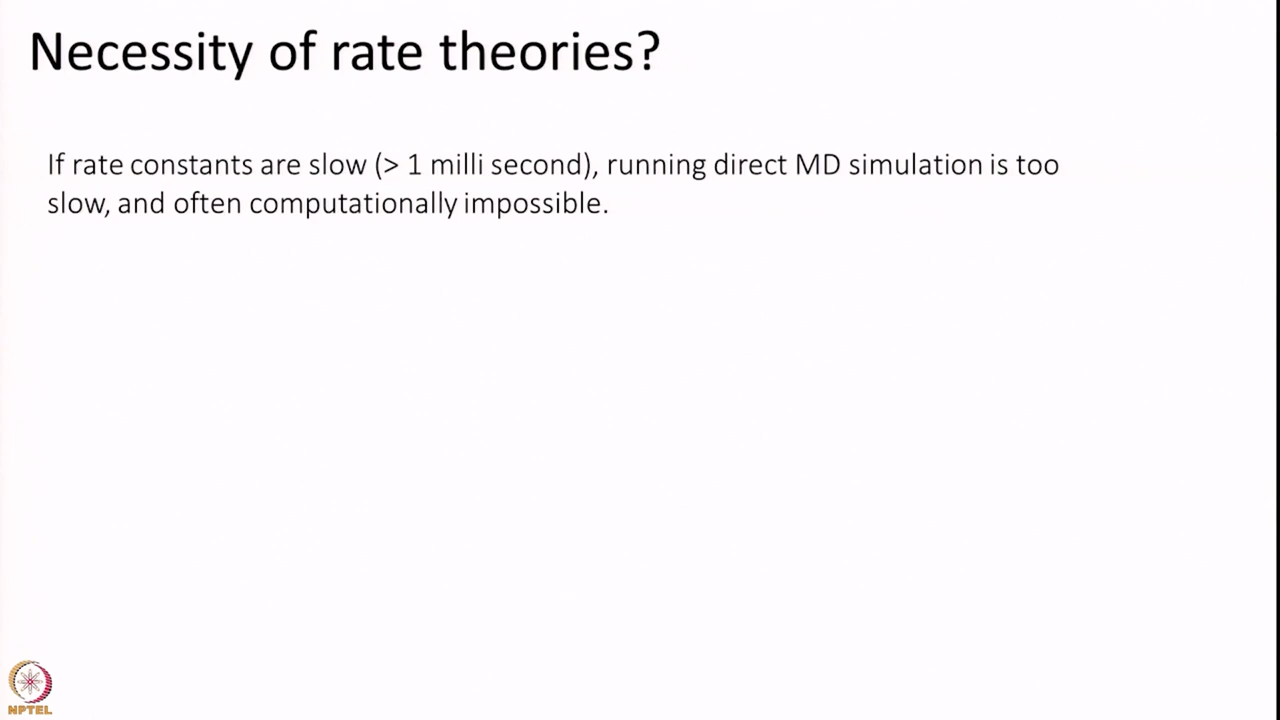 Necessity of rate theories?
If rate constants are slow (> 1 milli second), running direct MD simulation is too
slow, and often computationally impossible.
NPTEL